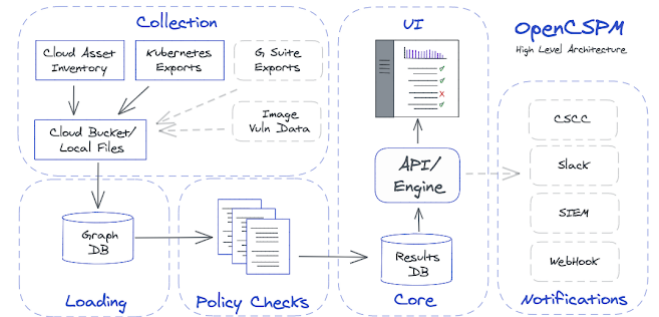 Collection
Cloud Asset
Inventory
Kubernetes
Exports
G Suite
Exports
Image
Vuln Data
Cloud Bucket/
Local Files
Graph
DB
Loading
Policy Checks
UI
API/
Engine
Results
DB
Core
OpenCSPM
High Level Architecture
CSCC
Slack
SIEM
WebHook
Notifications